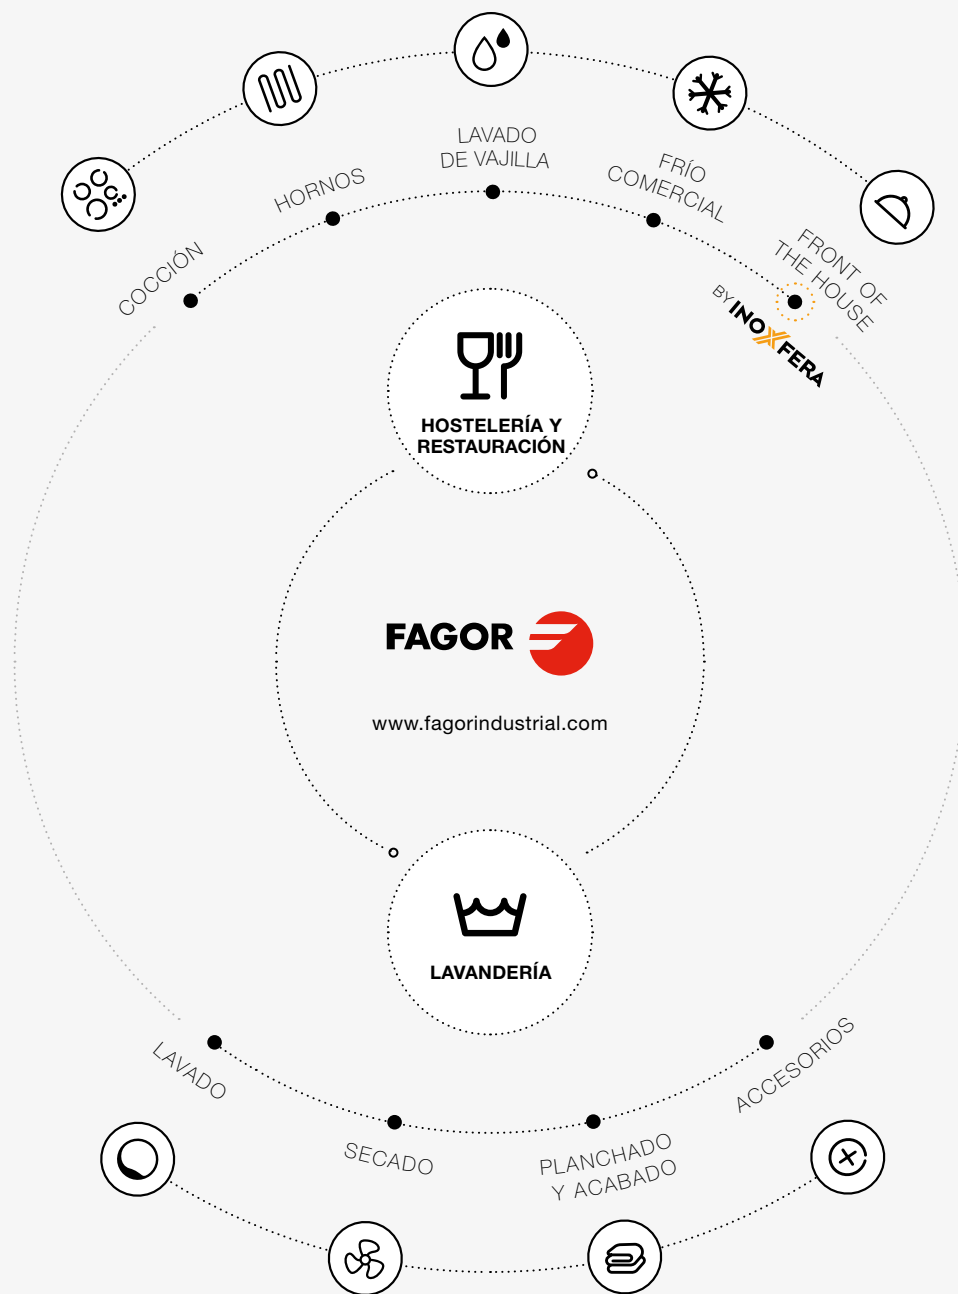 LAVADO
DE VAJILLA
HORNOS
FRÍO
COMERCIAL
COCCIÓN
FRONT OF
THE HOUSE
BY INOXFERA
HOSTELERÍA Y
RESTAURACIÓN
FAGOR
www.fagorindustrial.com
LAVANDERÍA
LAVADO
SECADO
PLANCHADO
Y ACABADO
ACCESORIOS